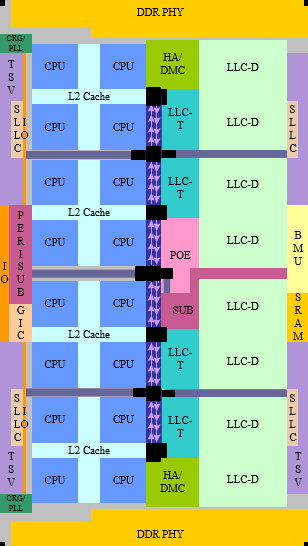 DDR PHY
CRG/
PLL
CPU
CPU
HA/
DMC
LLC-D
TSV
L2 Cache
SLLC
IO
CPU
CPU
LLC-
T
LLC-D
SLLC
CPU
CPU
LLC-
T
LLC-D
L2 Cache
IO
PERISUB
CPU
CPU
POE
LLC-D
BMU
GIC
CPU
CPU
SUB
LLC-D
SRAM
L2 Cache
CPU
CPU
LLC-
T
LLC-D
SLLC
IO
CPU
CPU
LLC-
T
LLC-D
SLLC
L2 Cache
TSV
CPU
CPU
HA/
DMC
LLC-D
TSV
CRG/
PLL
DDR PHY